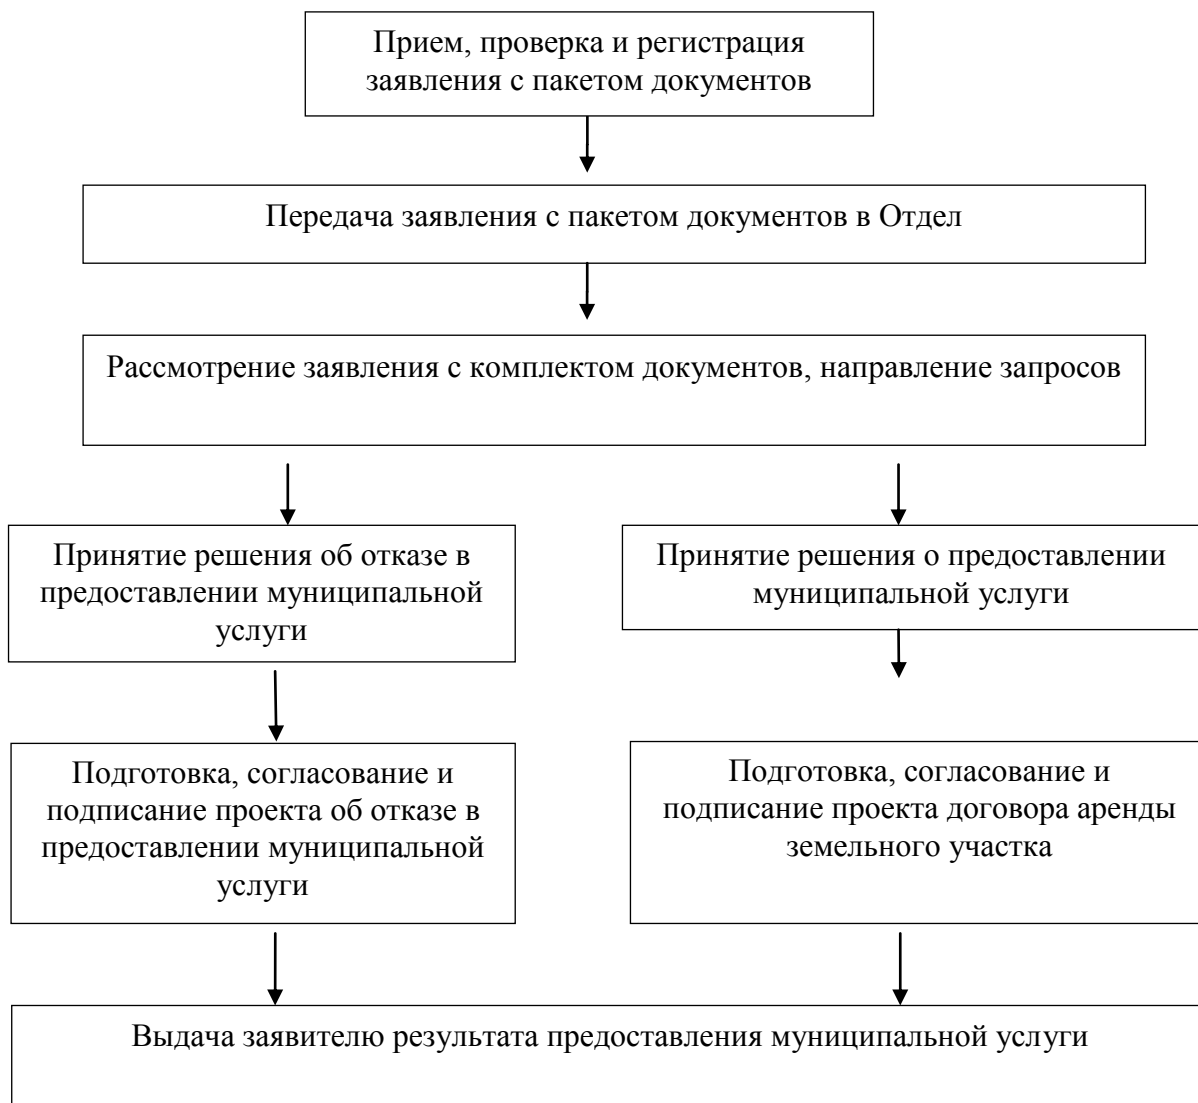 Прием, проверка и регистрация
заявления с пакетом документов
Передача заявления с пакетом документов в Отдел
Рассмотрение заявления с комплектом документов, направление запросов
Принятие решения об отказе в
предоставлении муниципальной
услуги
Принятие решения о предоставлении
муниципальной услуги
Подготовка, согласование и
подписание проекта об отказе в
предоставлении муниципальной
услуги
Подготовка, согласование и
подписание проекта договора аренды
земельного участка
Выдача заявителю результата предоставления муниципальной услуги